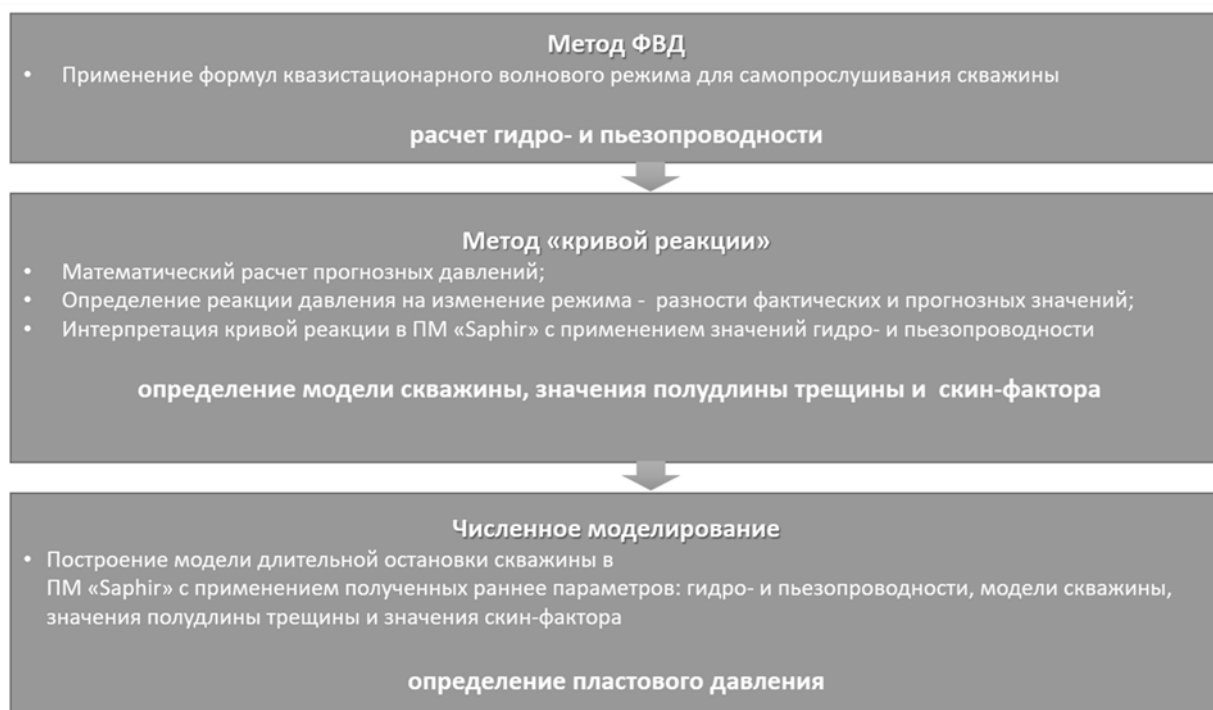 Метод ФВД
• Применение формул квазистационарного волнового режима для самопрослушивания скважины
расчет гидро- и пьезопроводности
Метод «кривой реакции»
• Математический расчет прогнозных давлений;
• Определение реакции давления на изменение режима - разности фактических и прогнозных значений;
• Интерпретация кривой реакции в ПМ «Saphir» с применением значений гидро- и пьезопроводности
определение модели скважины, значения полудлины трещины и скин-фактора
Численное моделирование
• Построение модели длительной остановки скважины в
ПМ «Saphir» с применением полученных раннее параметров: гидро- и пьезопроводности, модели скважины,
значения полудлины трещины и значения скин-фактора
определение пластового давления